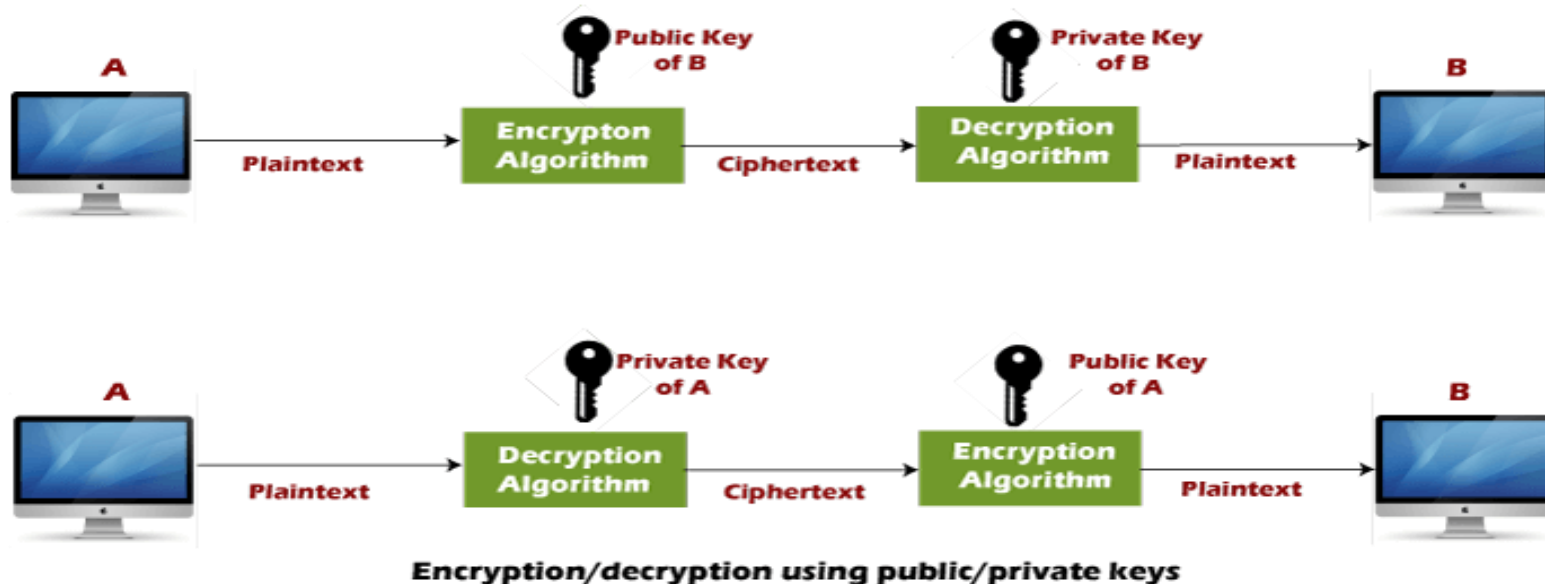 A
Public Key
of B
Private Key
of B
B
Encrypton
Algorithm
Decryption
Algorithm
Plaintext
Ciphertext
Plaintext
A
Private Key
of A
Public Key
of A
B
Decryption
Algorithm
Encryption
Algorithm
Plaintext
Ciphertext
Plaintext
Encryption/decryption using public/private keys